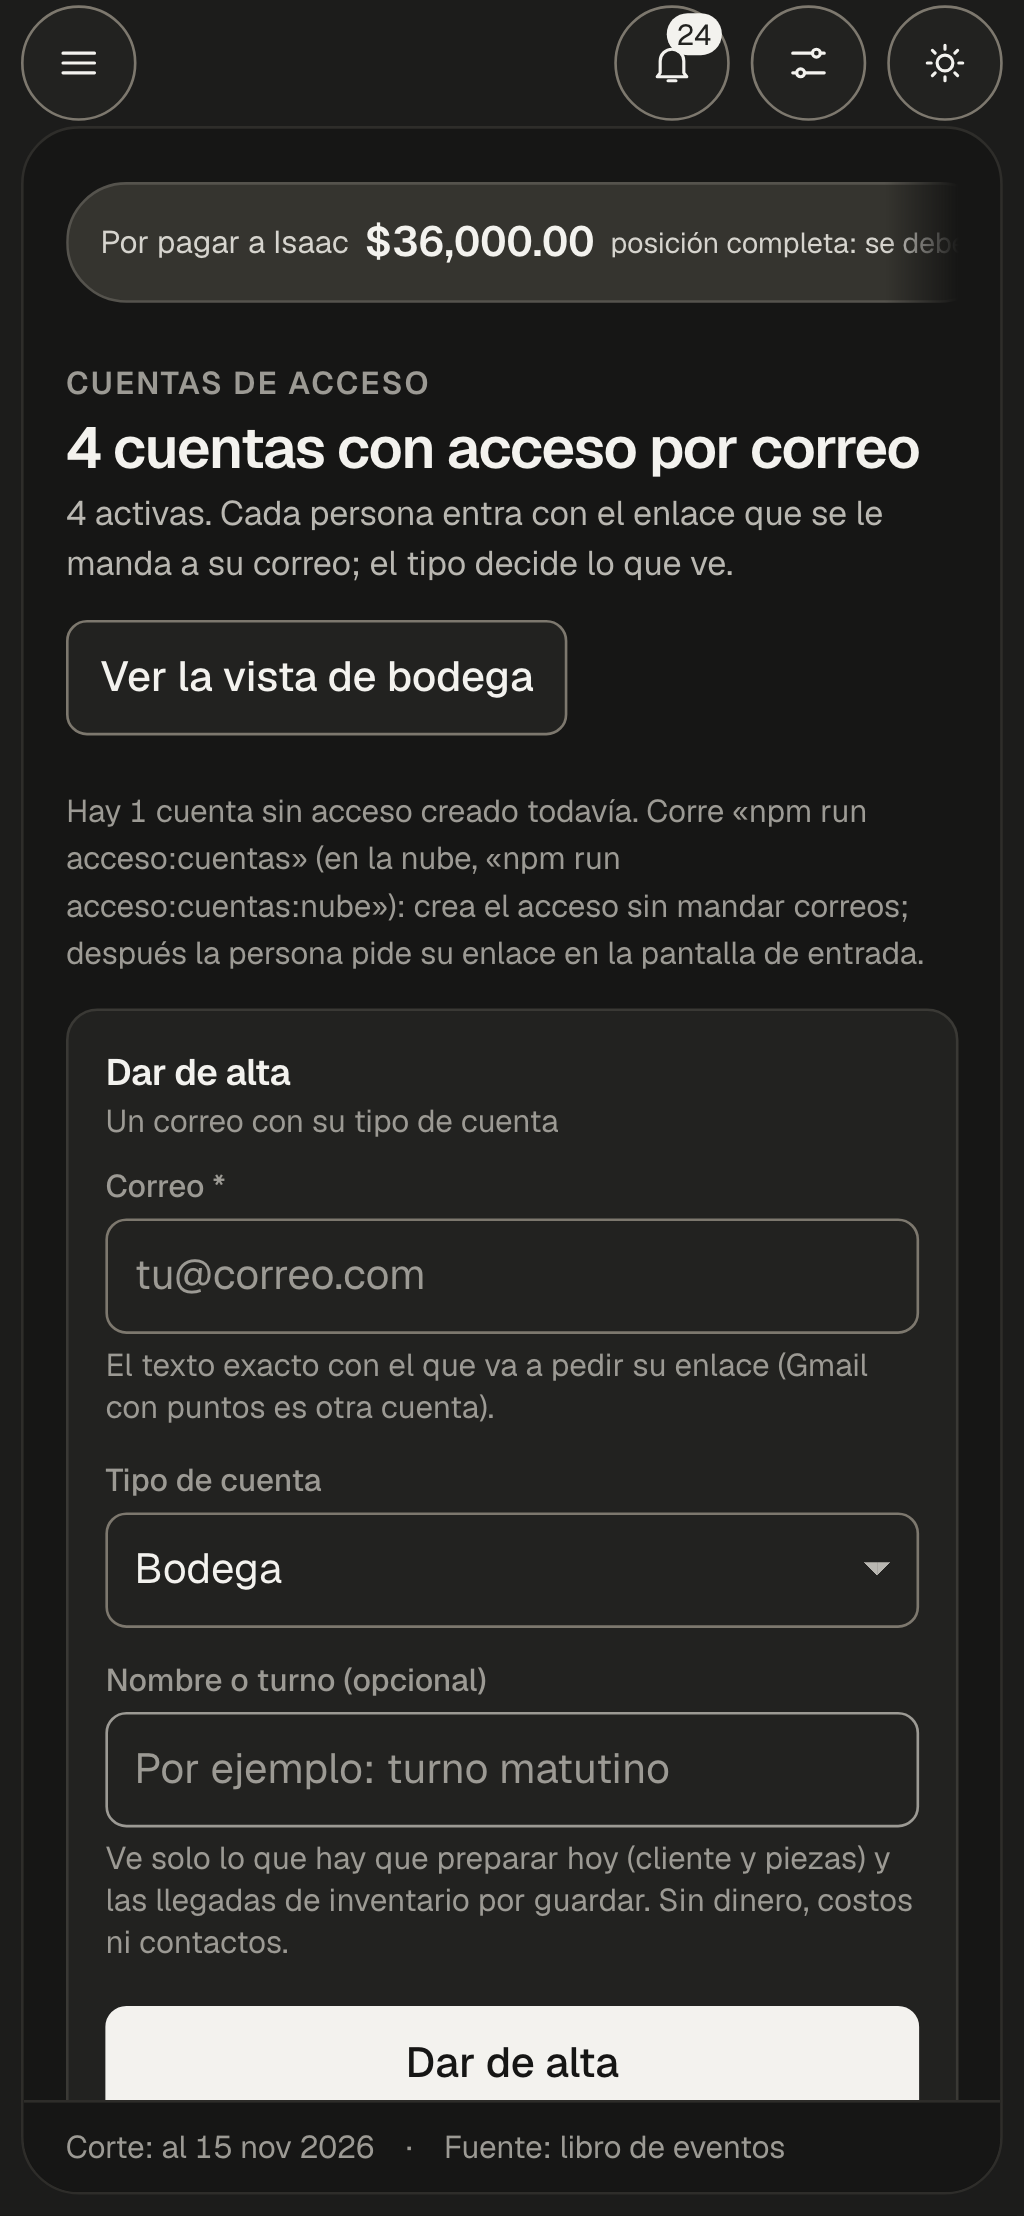 24
Por pagar a Isaac $36,000.00 posición completa: se debe
CUENTAS DE ACCESO
4 cuentas con acceso por correo
4 activas. Cada persona entra con el enlace que se le
manda a su correo; el tipo decide lo que ve.
Ver la vista de bodega
Hay 1 cuenta sin acceso creado todavía. Corre «npm run
acceso:cuentas» (en la nube, «npm run
acceso:cuentas:nube»): crea el acceso sin mandar correos;
después la persona pide su enlace en la pantalla de entrada.
Dar de alta
Un correo con su tipo de cuenta
Correo *
tu@correo.com
El texto exacto con el que va a pedir su enlace (Gmail
con puntos es otra cuenta).
Tipo de cuenta
Bodega
Nombre o turno (opcional)
Por ejemplo: turno matutino
Ve solo lo que hay que preparar hoy (cliente y piezas) y
las llegadas de inventario por guardar. Sin dinero, costos
ni contactos.
Dar de alta
Corte: al 15 nov 2026 · Fuente: libro de eventos